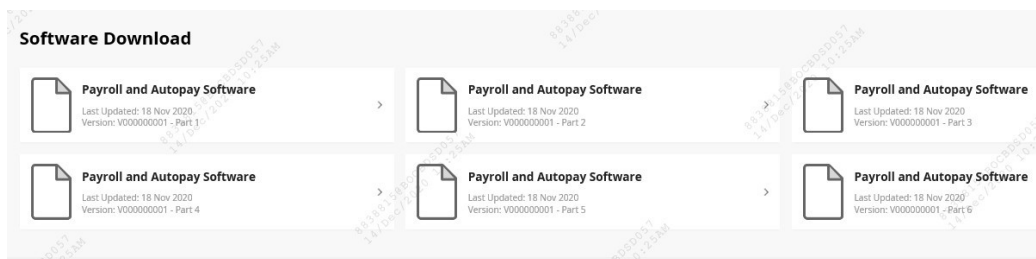 Software Download
Payroll and Autopay Software
Last Updated: 18 Nov 2020
Version: V000000001 - Part 1
Payroll and Autopay Software
Last Updated: 18 Nov 2020
Version: V000000001 - Part 2
Payroll and Autopay Software
Last Updated: 18 Nov 2020
Version: V000000001 - Part 3
Payroll and Autopay Software
Last Updated: 18 Nov 2020
Version: V000000001 - Part 4
Payroll and Autopay Software
Last Updated: 18 Nov 2020
Version: V000000001 - Part 5
Payroll and Autopay Software
Last Updated: 18 Nov 2020
Version: V000000001 - Part 6